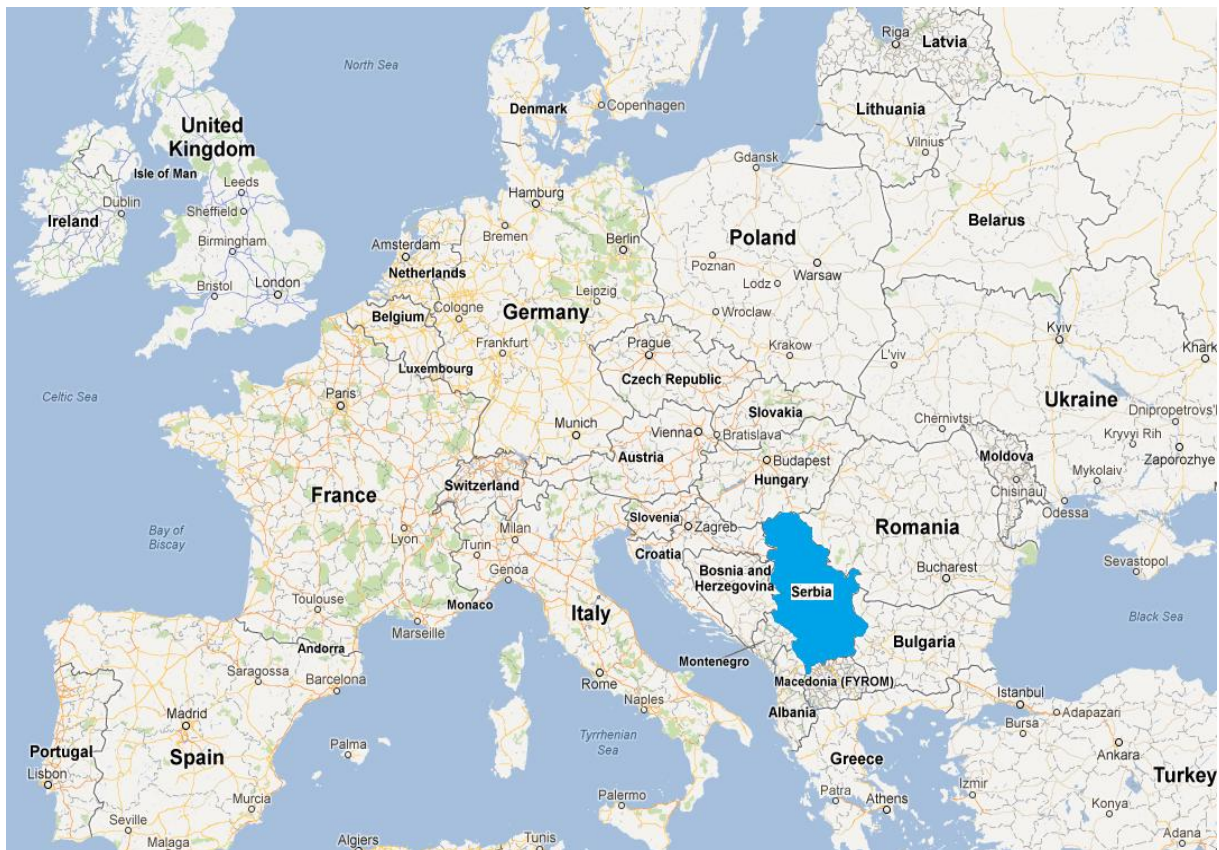 Riga
Latvia
North Sea
Denmark
Copenhagen
Lithuania
Vilnius
United
Kingdom
Isle of Man
Leeds
Dublin
Ireland
Sheffield
Birmingham
Bristol
London
Hamburg
Bremen
Berlin
Amsterdam
Netherlands
Gdansk
Poland
Poznan
Warsaw
Lodz
Wroclaw
Krakow
Belarus
Leipzig
Cologne
Germany
Belgium
Frankfurt
Luxembourg
Prague
Czech Republic
Kyiv
Khark
L'viv
Ukraine
Chernivtsi
Dnipropetrovs'l
Kryvyi Rih
Zaporozhye
Mykolaiv
Odessa
Moldova
Chisinau
Celtic Sea
Paris
Munich
Vienna
Slovakia
Bratislava
Austria
Budapest
Hungary
Switzerland
France
Bay of
Biscay
Lyon
Milan
Turin
Genoa
Slovenia
Zagreb
Croatia
Bosnia and
Herzegovina
Serbia
Romania
Bucharest
Sevastopol
Black Sea
Bulgaria
Monaco
Toulouse
Marseille
Andorra
Italy
Montenegro
Macedonia (FYROM)
Albania
Saragossa
Barcelona
Rome
Naples
Madrid
Spain
Portugal
Lisbon
Palma
Tyrrhenian
Sea
Greece
Istanbul
Adapazari
Bursa
Ankara
Turkey
Murcia
Seville
Malaga
Algiers
Palermo
Tunis
Patra
Athens
Izmir
Konya
Adana